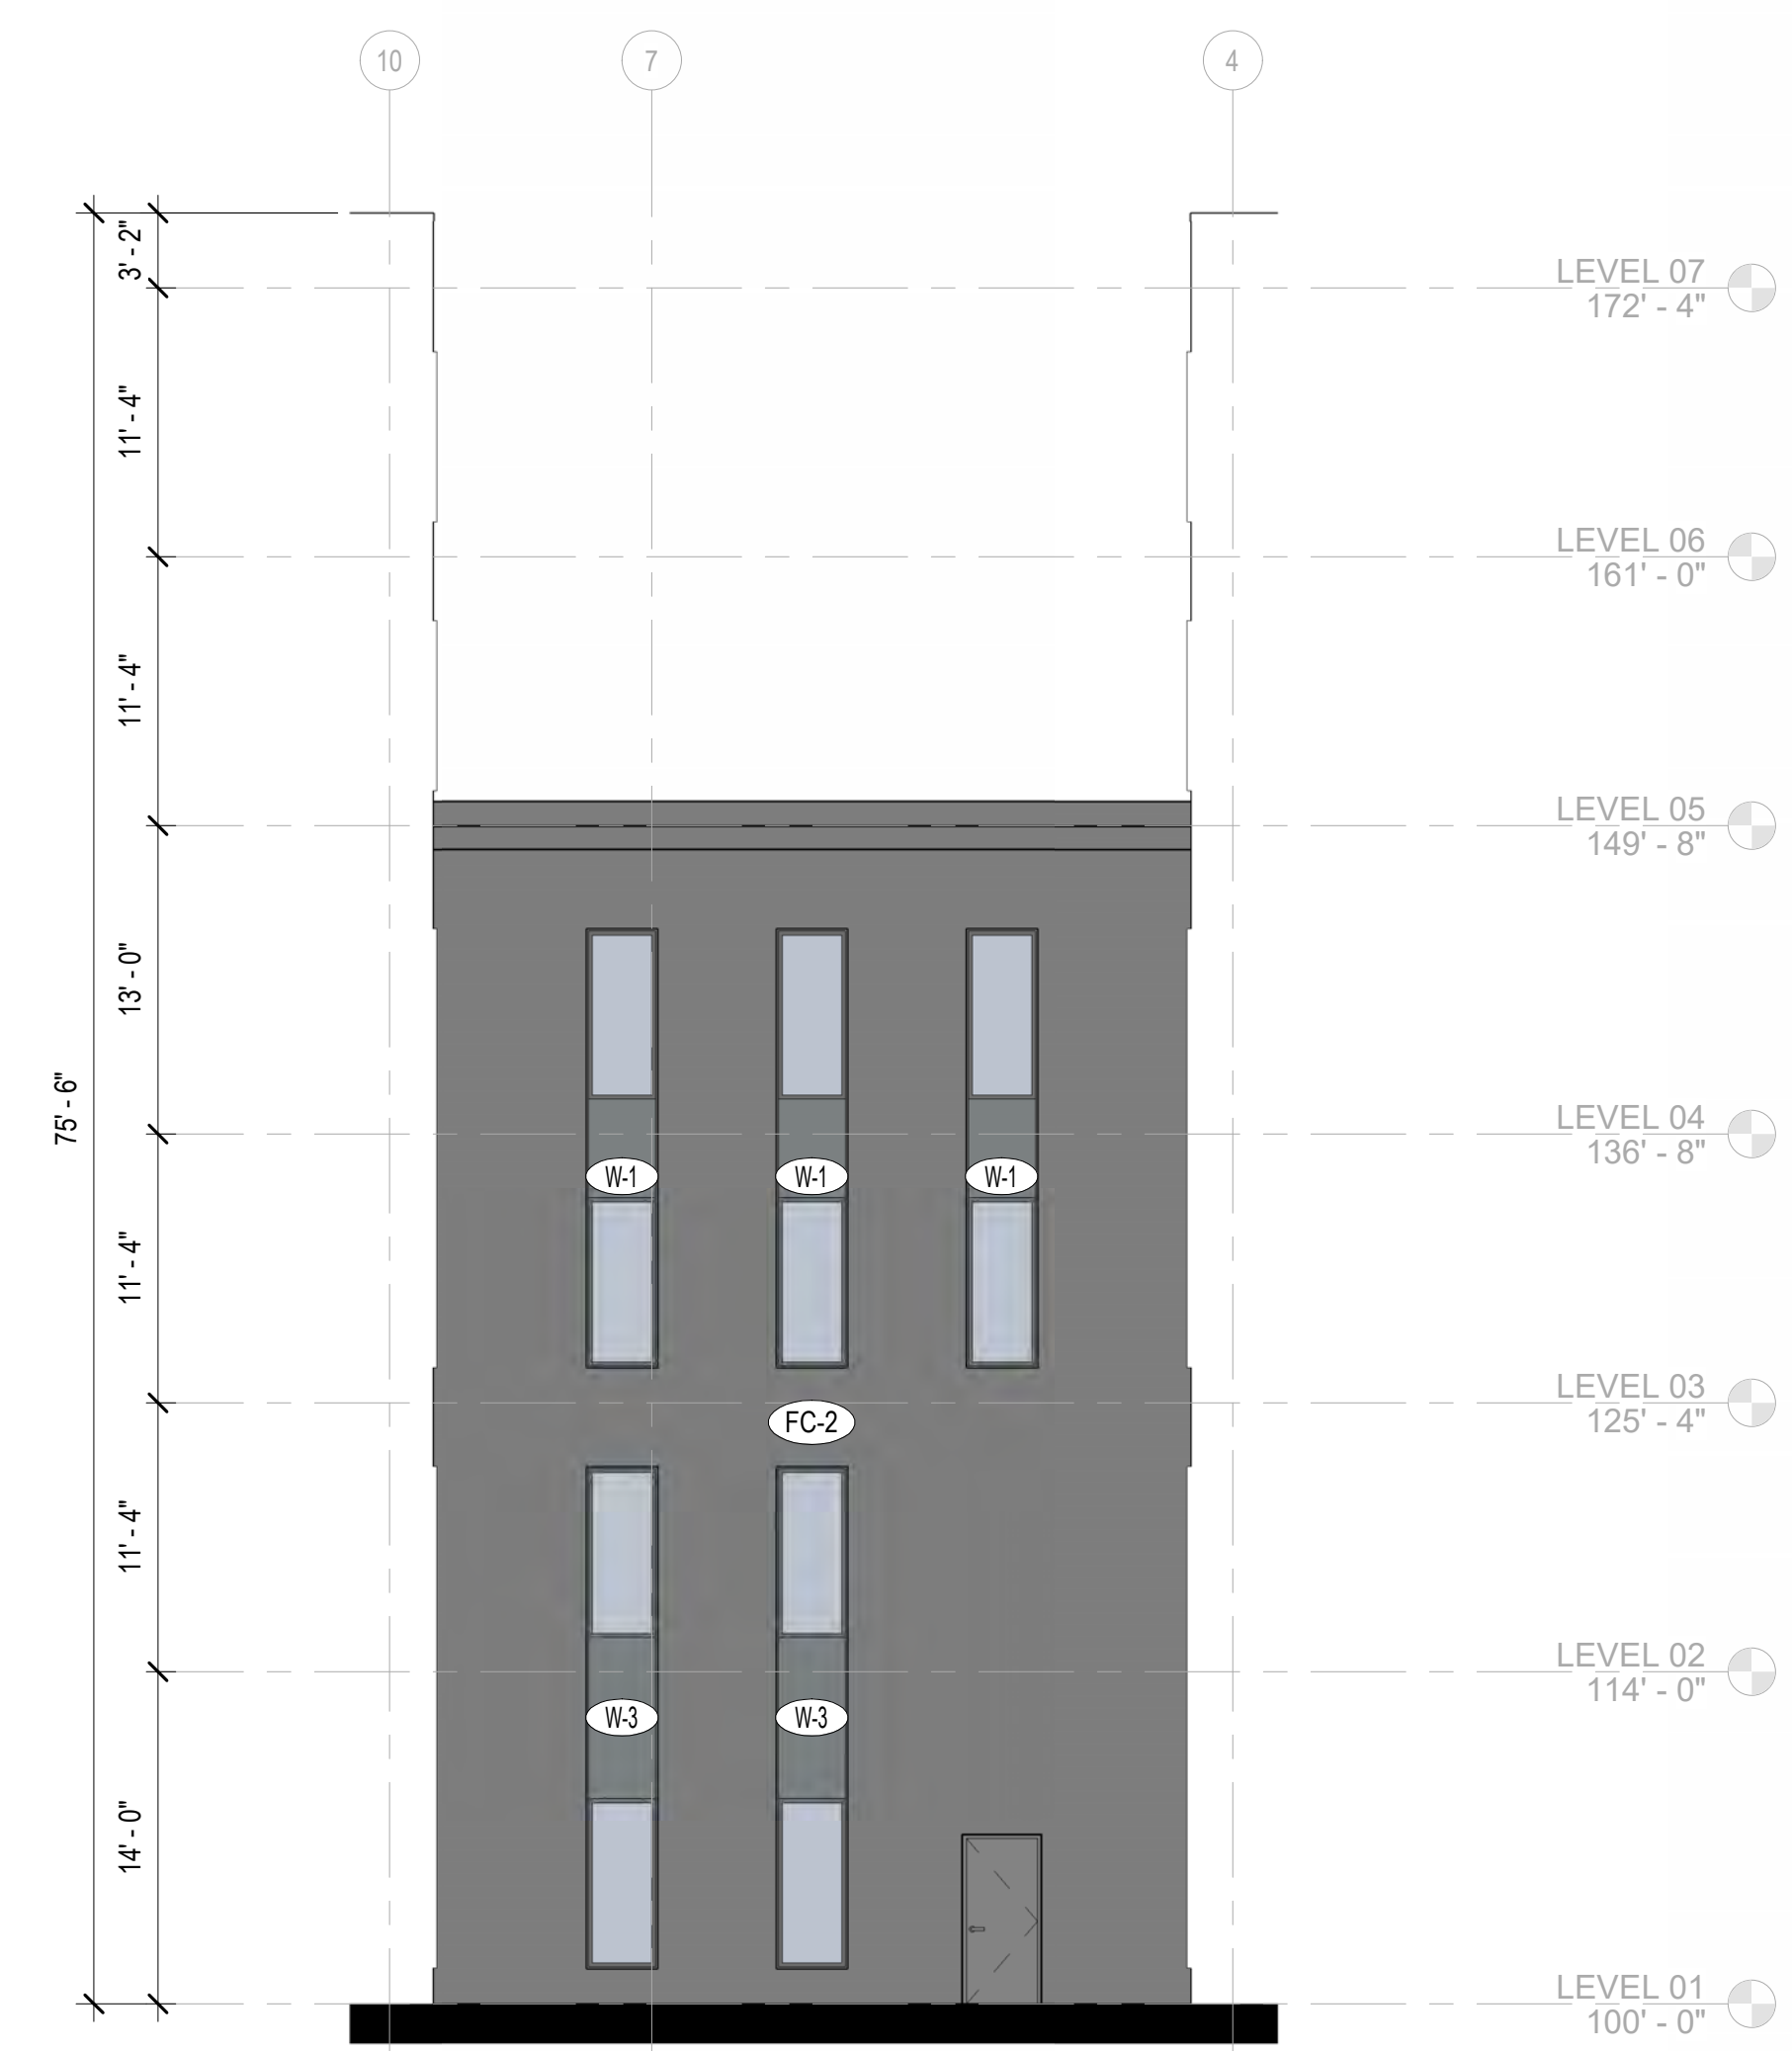 10
7
4
3' - 2"
LEVEL 07
172' - 4"
11' - 4"
LEVEL 06
161' - 0"
11' - 4"
LEVEL 05
149' - 8"
13' - 0"
75' - 6"
LEVEL 04
136' - 8"
W-1
W-1
W-1
11' - 4"
LEVEL 03
125' - 4"
FC-2
11' - 4"
LEVEL 02
114' - 0"
W-3
W-3
14' - 0"
LEVEL 01
100' - 0"